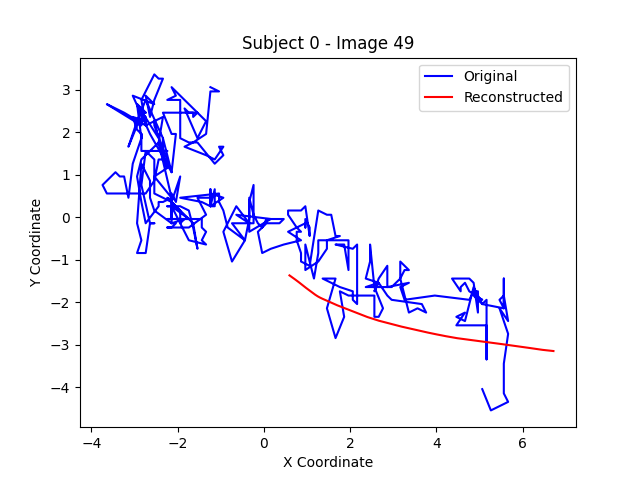 Subject 0 - Image 49
Original
Reconstructed
3
2
1
0
−1
−2
−3
−4
Y Coordinate
−4 −2 0 2 4 6
X Coordinate